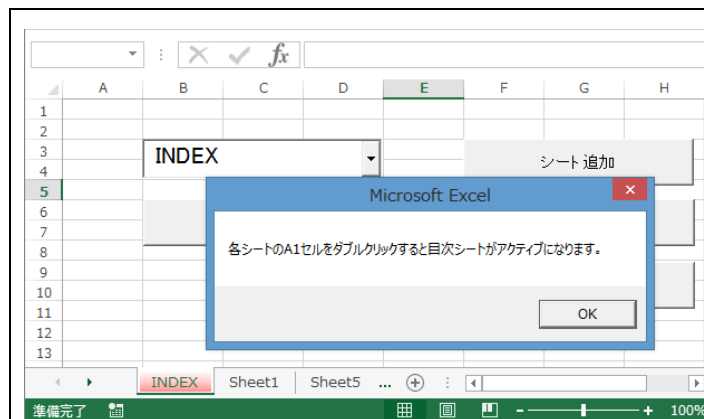 fx
A B C D E F G H
1
2
3
4
5
6
7
8
9
10
11
12
13
INDEX
シート追加
Microsoft Excel
各シートのA1セルをダブルクリックすると目次シートがアクティブになります。
OK
INDEX Sheet1 Sheet5 ...
準備完了 100%